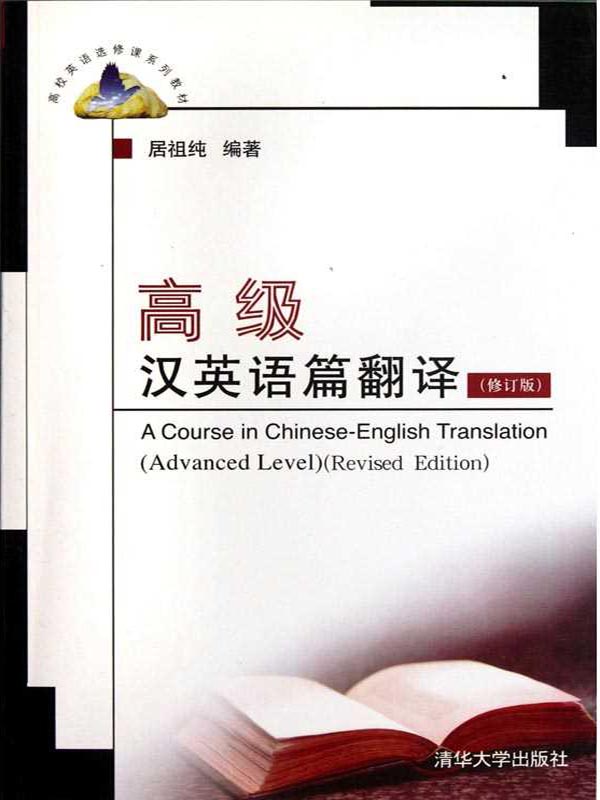 高校英语选修课系列教材
居祖纯 编著
高级
汉英语篇翻译（修订版）
A Course in Chinese-English Translation
(Advanced Level)(Revised Edition)
清华大学出版社